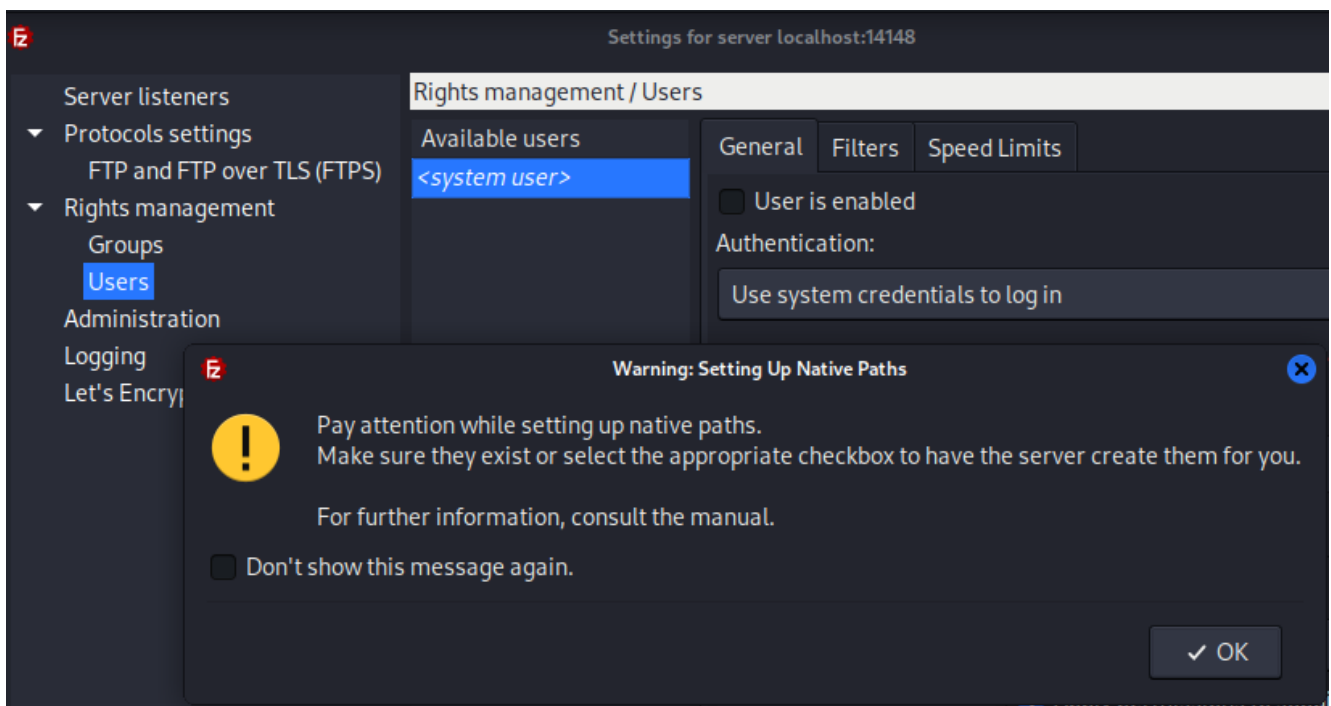 Settings for server localhost:14148
Server listeners
Protocols settings
FTP and FTP over TLS (FTPS)
Rights management
Groups
Users
Administration
Logging
Rights management / Users
Available users
<system user>
General Filters Speed Limits
User is enabled
Authentication:
Use system credentials to log in
Warning: Setting Up Native Paths
Pay attention while setting up native paths.
Make sure they exist or select the appropriate checkbox to have the server create them for you.
For further information, consult the manual.
Don't show this message again.
OK